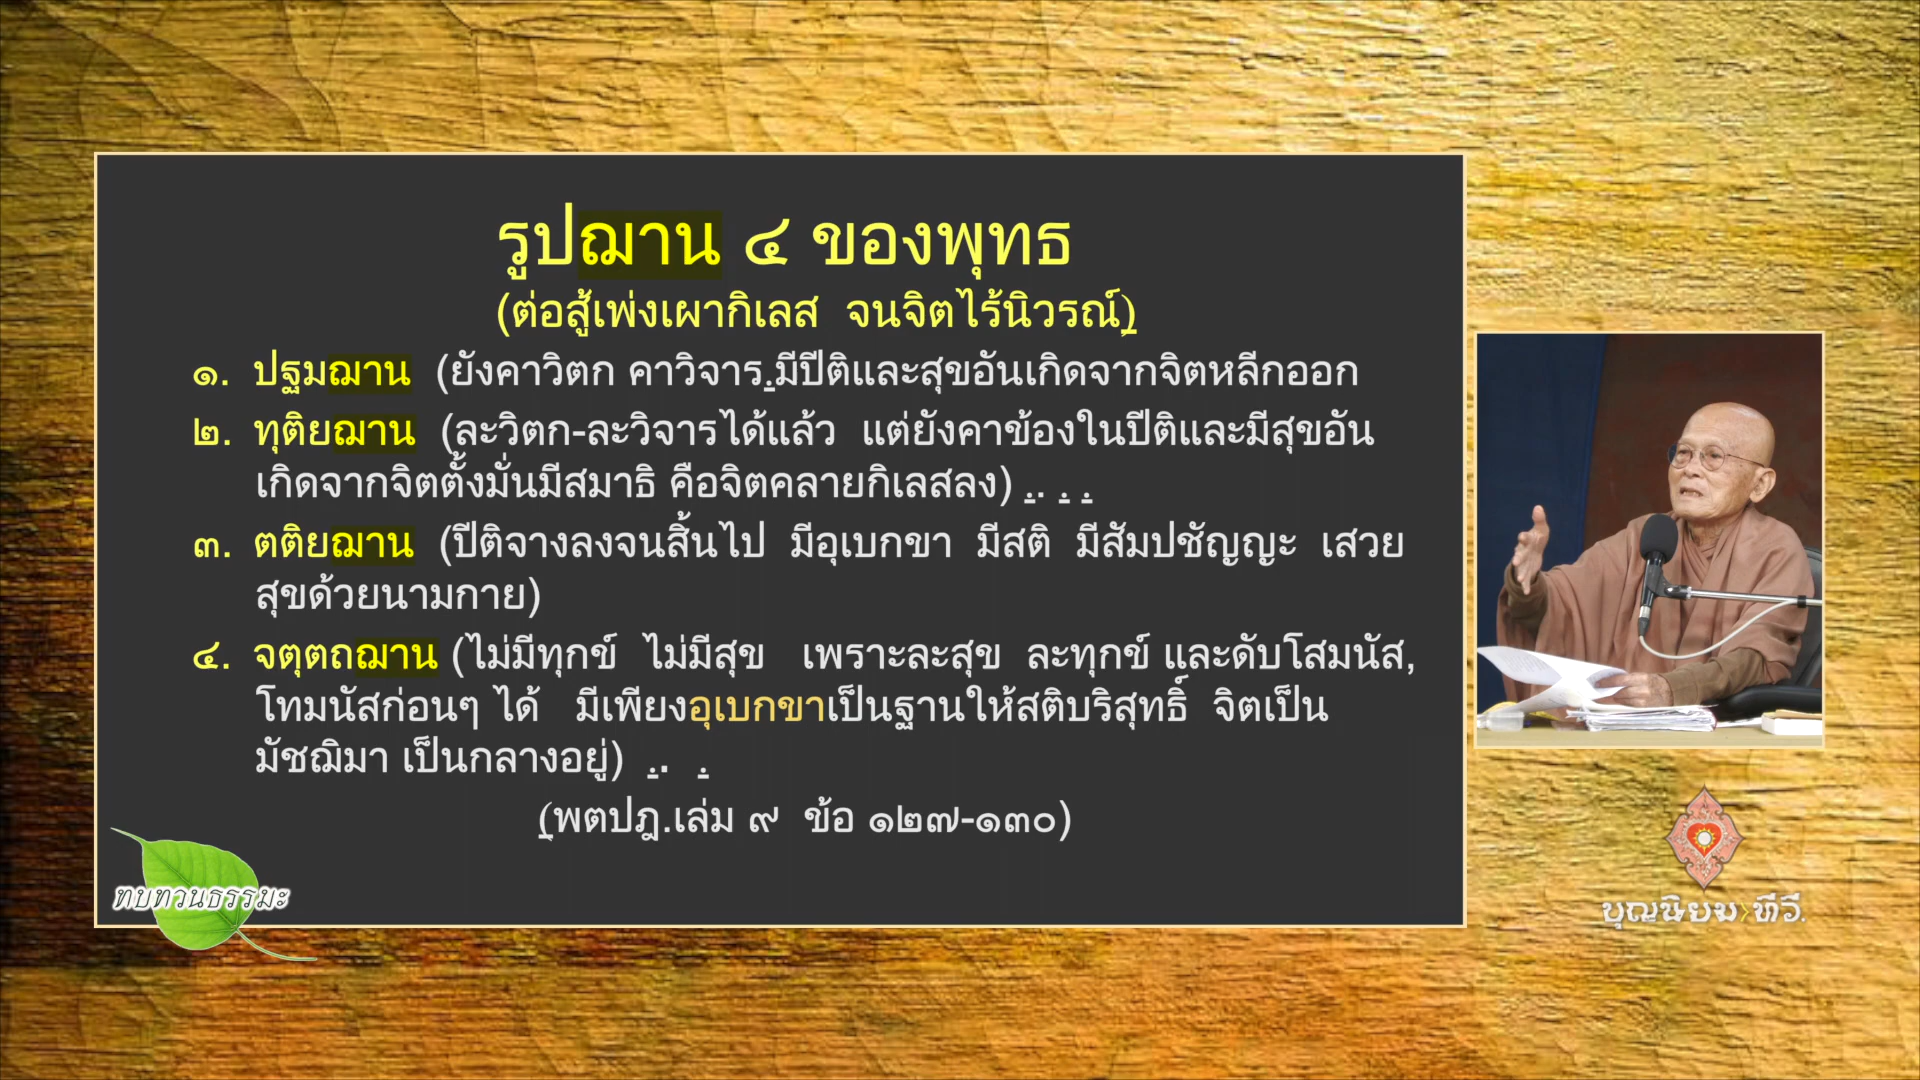 รูปฌาน ๔ ของพุทธ
(ต่อสู้เพ่งเผากิเลส จนจิตไร้นิวรณ์)
๑. ปฐมฌาน (ยังคาวิตก คาวิจาร.มีปีติและสุขอันเกิดจากจิตหลีกออก
๒. ทุติยฌาน (ละวิตก-ละวิจารได้แล้ว แต่ยังคาข้องในปีติและมีสุขอัน
เกิดจากจิตตั้งมั่นมีสมาธิ คือจิตคลายกิเลสลง) .. . .
๓. ตติยฌาน (ปีติจางลงจนสิ้นไป มีอุเบกขา มีสติ มีสัมปชัญญะ เสวย
สุขด้วยนามกาย)
๔. จตุตถฌาน (ไม่มีทุกข์ ไม่มีสุข เพราะละสุข ละทุกข์ และดับโสมนัส,
โทมนัสก่อนๆ ได้ มีเพียงอุเบกขาเป็นฐานให้สติบริสุทธิ์ จิตเป็น
มัชฌิมา เป็นกลางอยู่) .. .
(พตปฎ.เล่ม ๙ ข้อ ๑๒๗-๑๓๐)
ทบทวนธรรมะ
บุญนิยม ทีวี.